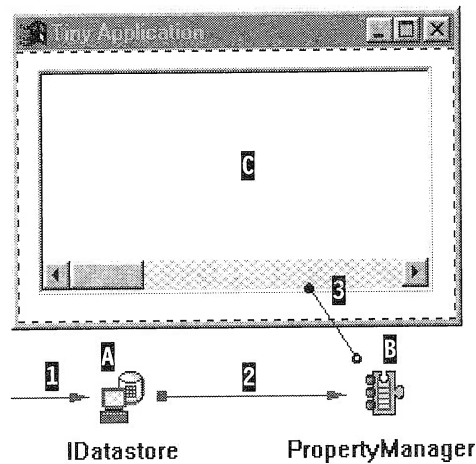 Tiny Application
C
3
A
B
1
2
IDatastore
PropertyManager